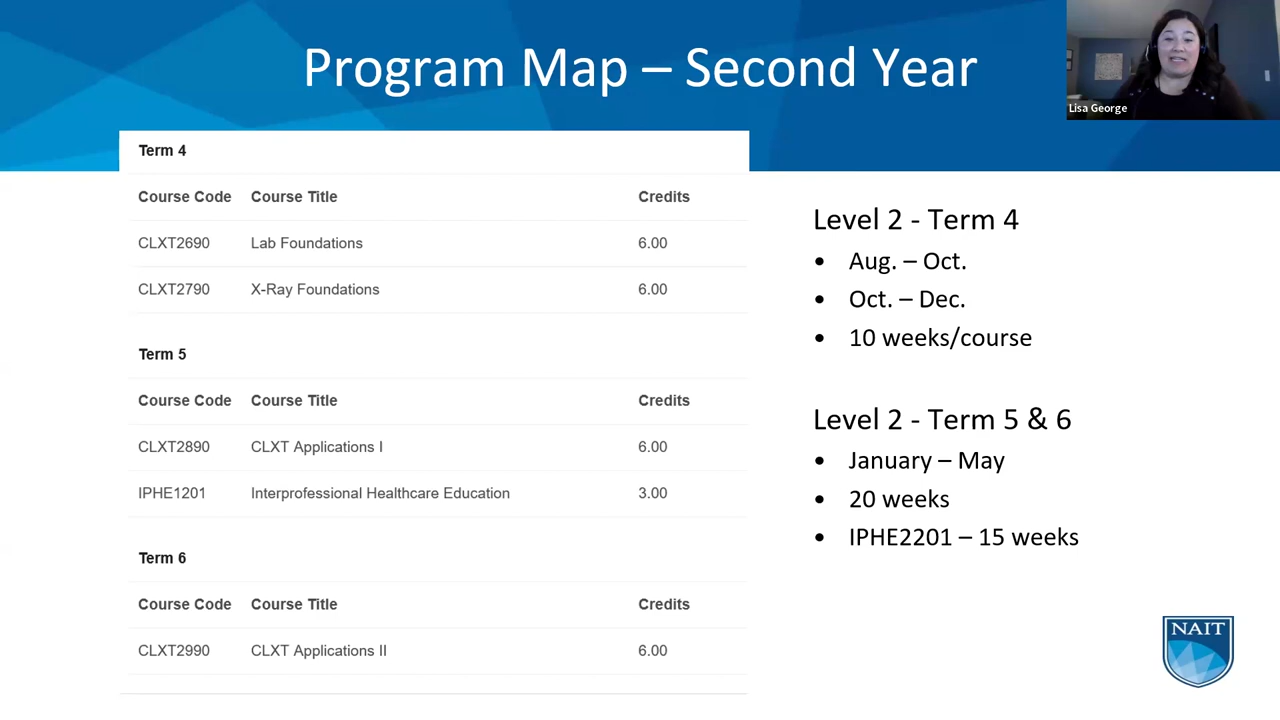 Program Map – Second Year
Lisa George
Term 4
Course Code Course Title Credits
CLXT2690 Lab Foundations 6.00
CLXT2790 X-Ray Foundations 6.00
Term 5
Course Code Course Title Credits
CLXT2890 CLXT Applications I 6.00
IPHE1201 Interprofessional Healthcare Education 3.00
Term 6
Course Code Course Title Credits
CLXT2990 CLXT Applications II 6.00
Level 2 - Term 4
• Aug. – Oct.
• Oct. – Dec.
• 10 weeks/course
Level 2 - Term 5 & 6
• January – May
• 20 weeks
• IPHE2201 – 15 weeks
NAIT